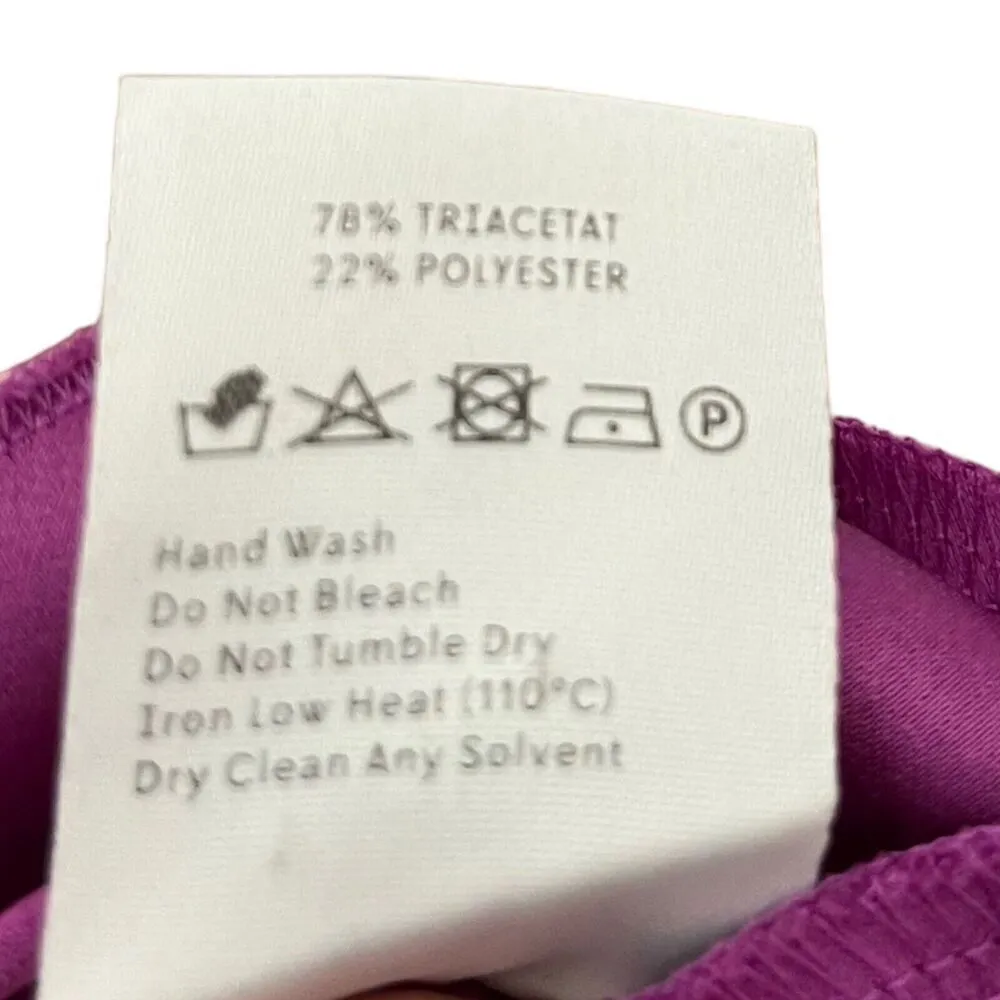 78% TRIACETAT
22% POLYESTER
P
Hand Wash
Do Not Bleach
Do Not Tumble Dry
Iron Low Heat (110°C)
Dry Clean Any Solvent